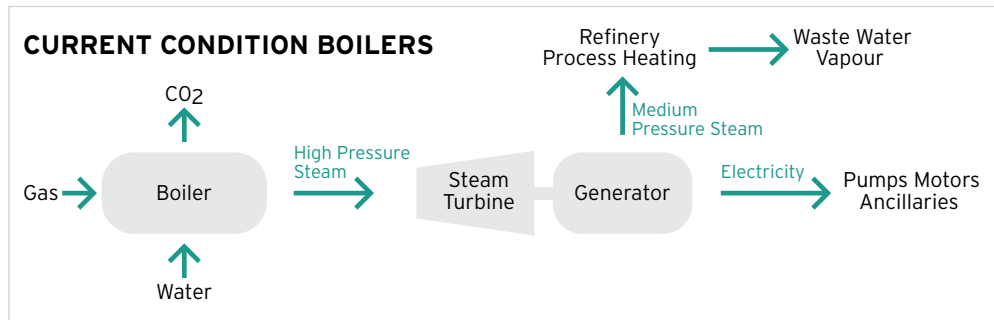 CURRENT CONDITION BOILERS
Refinery
Process Heating
Waste Water
Vapour
CO2
Medium
Pressure Steam
High Pressure
Steam
Gas
Boiler
Steam
Turbine
Generator
Electricity
Pumps Motors
Ancillaries
Water